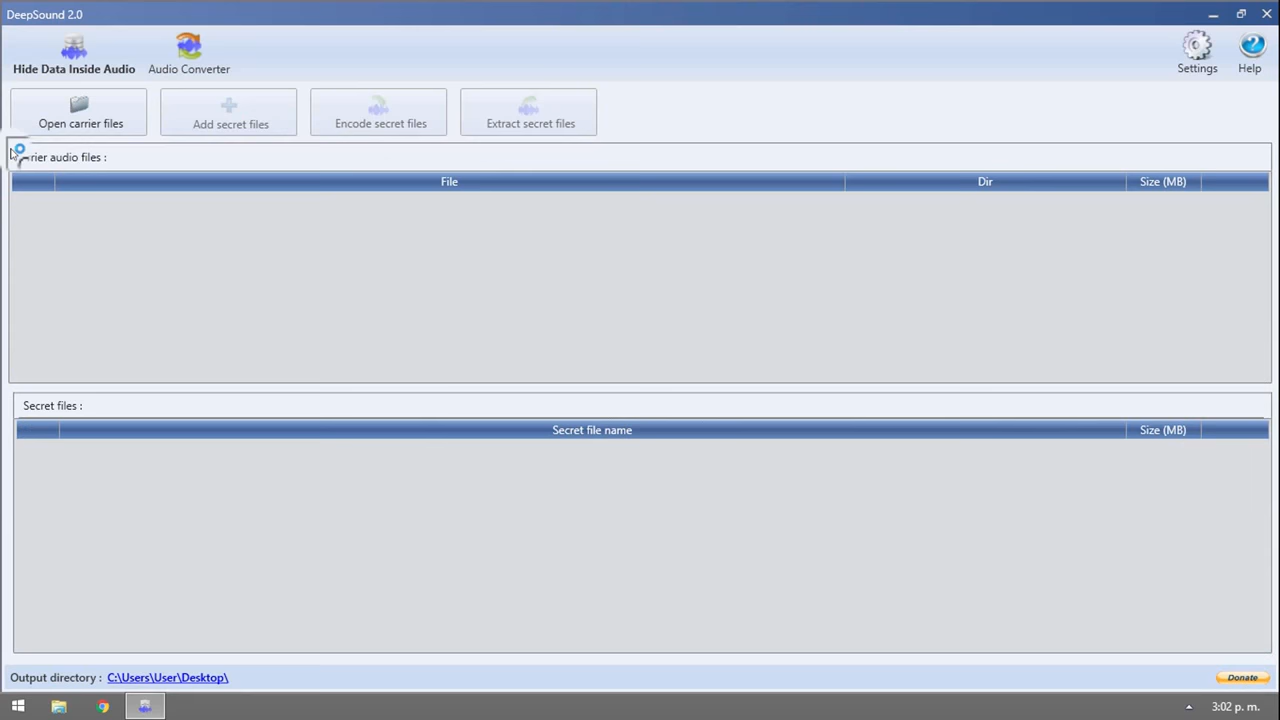 DeepSound 2.0
Hide Data Inside Audio
Audio Converter
Settings
Help
Open carrier files
Add secret files
Encode secret files
Extract secret files
rier audio files :
File
Dir
Size (MB)
Secret files :
Secret file name
Size (MB)
Output directory : C:\Users\User\Desktop\
Donate
3:02 p. m.